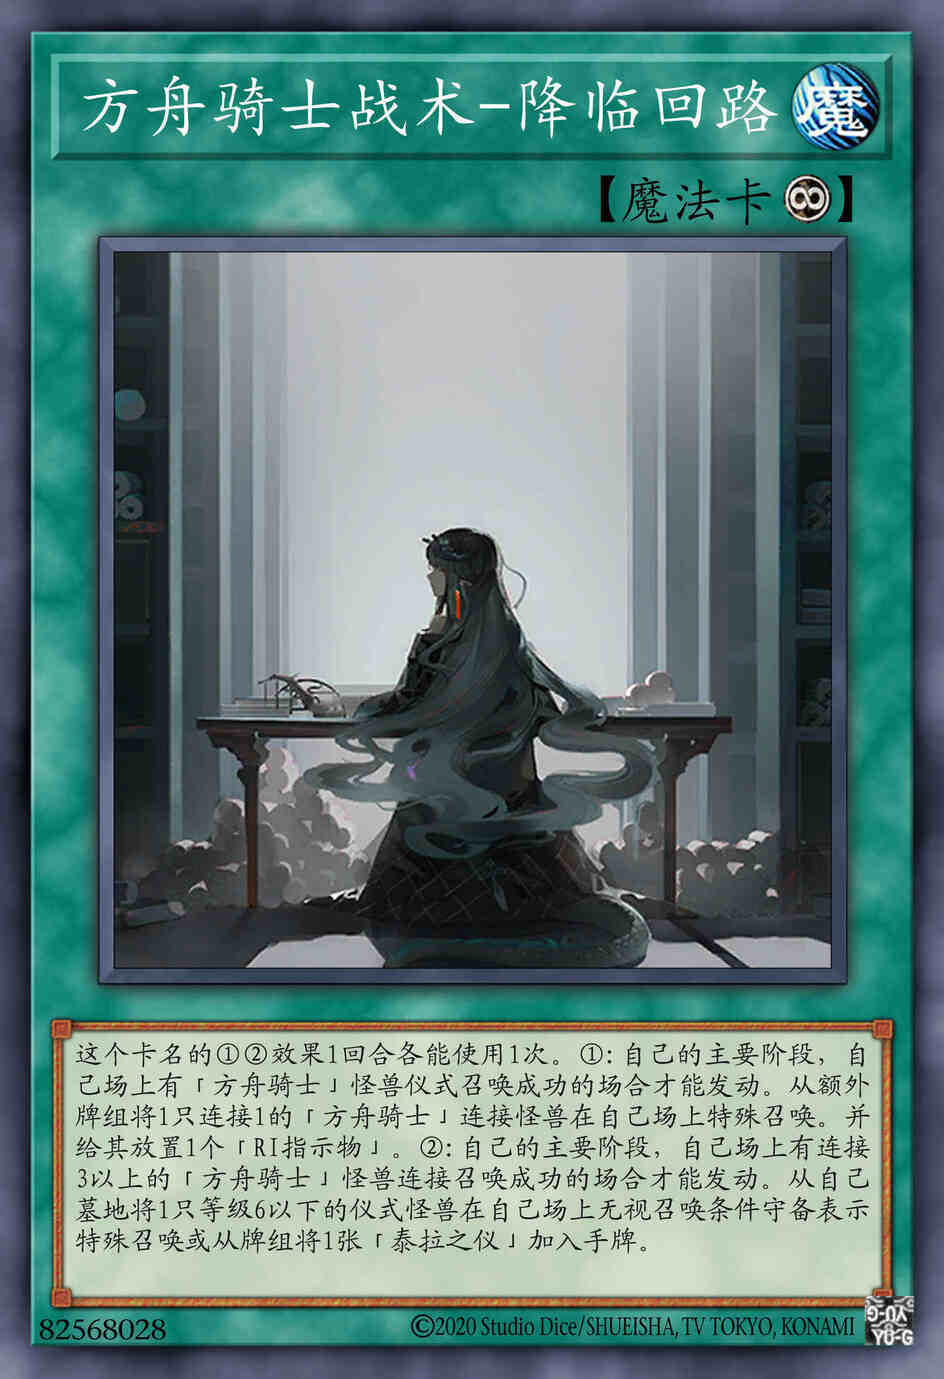 方舟骑士战术-降临回路
魔
【魔法卡∞】
这个卡名的①②效果1回合各能使用1次。①:自己的主要阶段，自
己场上有「方舟骑士」怪兽仪式召唤成功的场合才能发动。从额外
牌组将1只连接1的「方舟骑士」连接怪兽在自己场上特殊召唤。并
给其放置1个「RI指示物」。②:自己的主要阶段，自己场上有连接
3以上的「方舟骑士」怪兽连接召唤成功的场合才能发动。从自己
墓地将1只等级6以下的仪式怪兽在自己场上无视召唤条件守备表示
特殊召唤或从牌组将1张「泰拉之仪」加入手牌。
82568028
©2020 Studio Dice/SHUEISHA, TV TOKYO, KONAMI
YU-G
YU-G